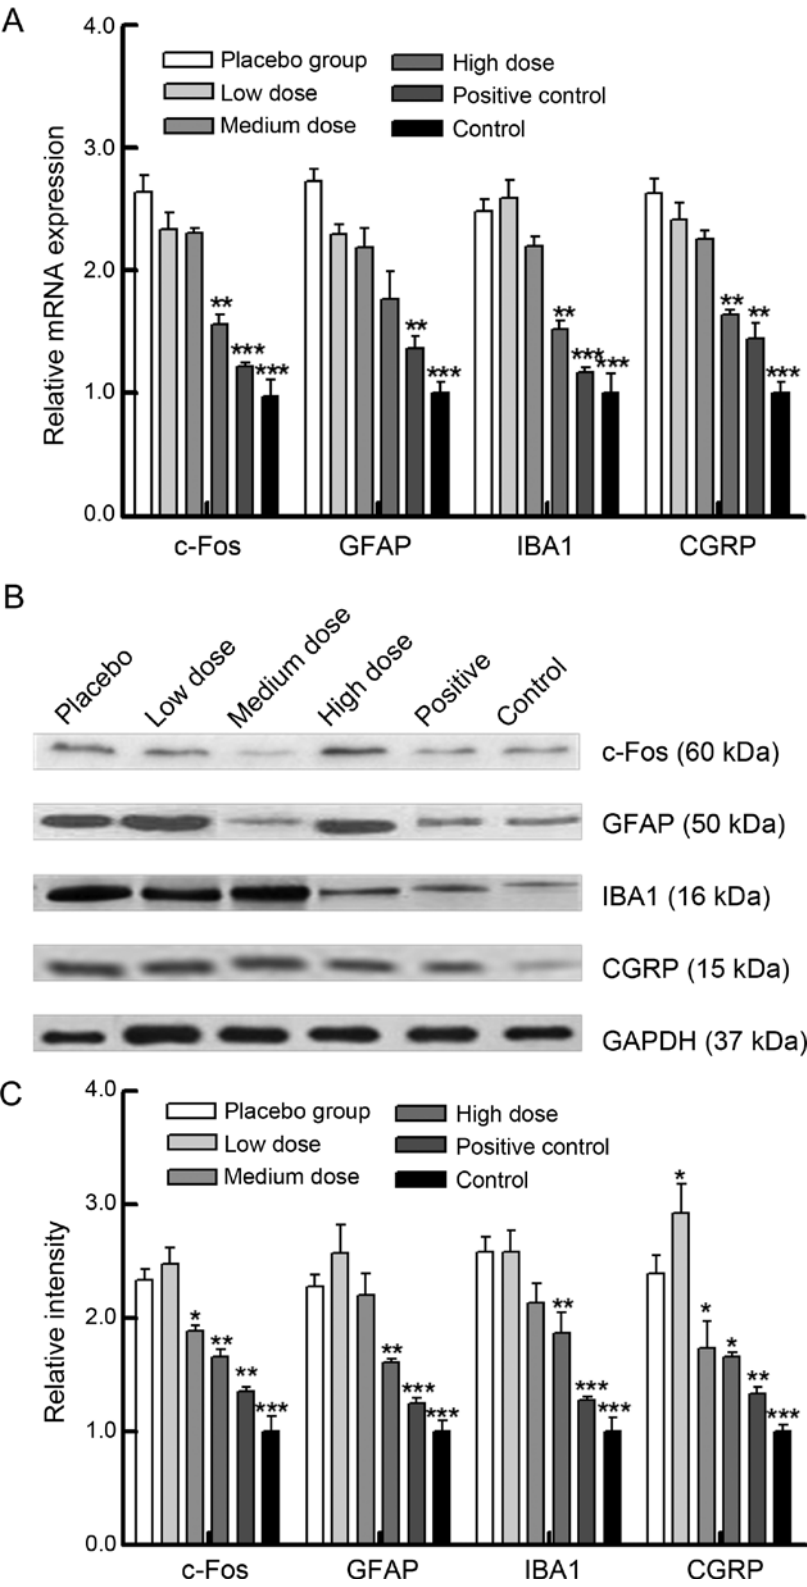 A
4.0
3.0
2.0
1.0
0.0
Relative mRNA expression
Placebo group
Low dose
Medium dose
High dose
Positive control
Control
**
***
***
**
***
**
***
***
**
**
***
c-Fos GFAP IBA1 CGRP
B
Placebo Low dose Medium dose High dose Positive Control
c-Fos (60 kDa)
GFAP (50 kDa)
IBA1 (16 kDa)
CGRP (15 kDa)
GAPDH (37 kDa)
C
4.0
3.0
2.0
1.0
0.0
Relative intensity
Placebo group
Low dose
Medium dose
High dose
Positive control
Control
*
**
**
***
**
***
***
**
***
***
*
*
*
**
***
c-Fos GFAP IBA1 CGRP